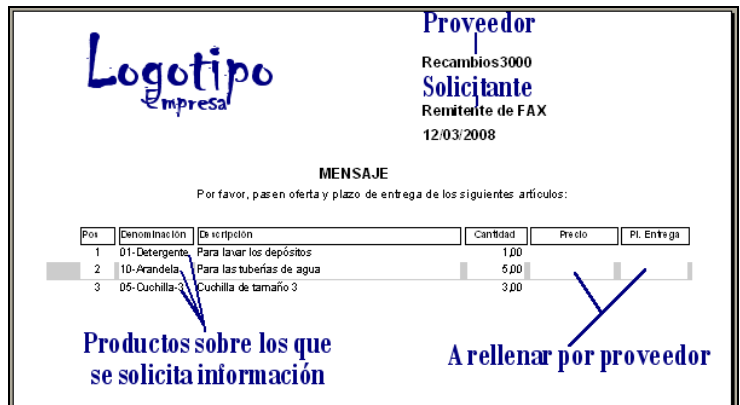 Proveedor
Logotipo
Empresa
Recambios3000
Solicitante
Remitente de FAX
12/03/2008
MENSAJE
Por favor, pasen oferta y plazo de entrega de los siguientes artículos:
Pos Denominación Descripción Cantidad Precio Pl. Entrega
1 01-Detergente Para lavar los depósitos 1,00
2 10-Arandela Para las tuberías de agua 5,00
3 05-Cuchilla-3 Cuchilla de tamaño 3 3,00
Productos sobre los que
se solicita información
A rellenar por proveedor